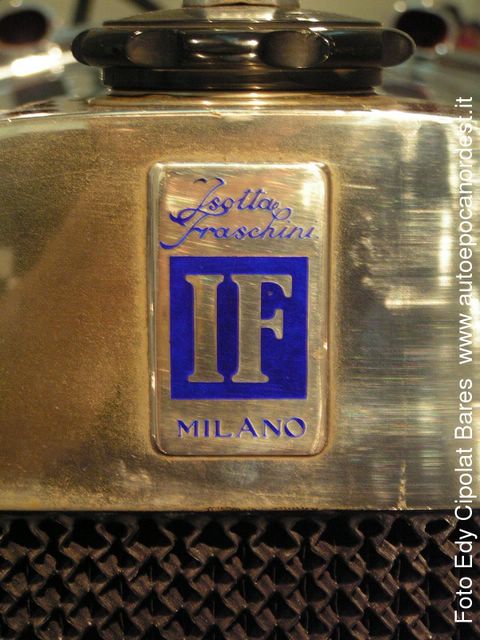 Isotta
Fraschini
IF
MILANO
Foto Edy Cipolat Bares www.autoepocanordest.it